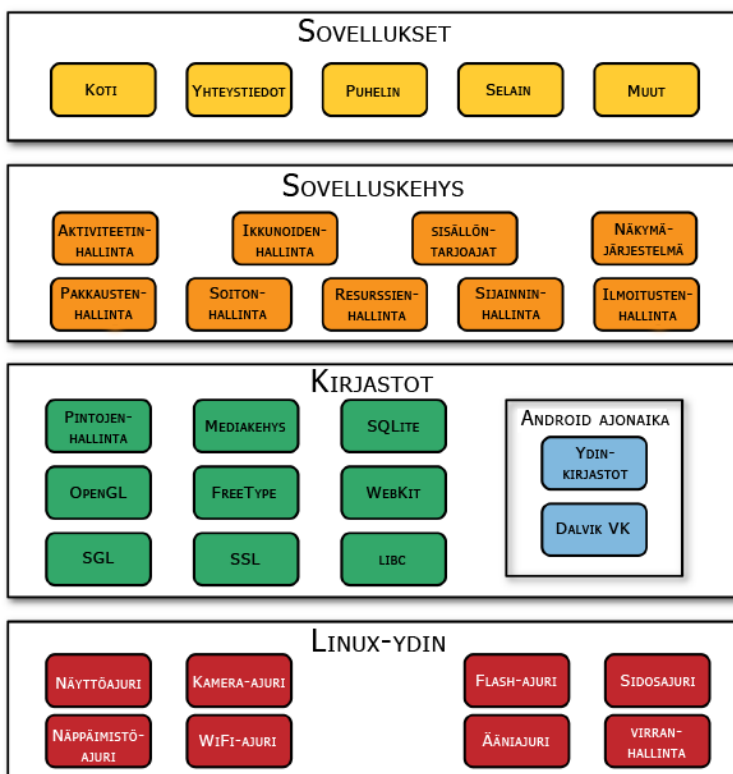 Sovellukset
Koti
Yhteystiedot
Puhelin
Selain
Muut
Sovelluskehys
Aktiviteetin-
hallinta
Ikkunoiden-
hallinta
sisällön-
tarjoajat
Näkymä-
järjestelmä
Pakkausten-
hallinta
Soiton-
hallinta
Resurssien-
hallinta
Sijainnin-
hallinta
Ilmoitusten-
hallinta
Kirjastot
Pintojen-
hallinta
Mediakehys
SQLite
OpenGL
FreeType
WebKit
SGL
SSL
libc
Android ajonaika
Ydin-
kirjastot
Dalvik VK
Linux-ydin
Näyttöajuri
Kamera-ajuri
Flash-ajuri
Sidosajuri
Näppäimistö-
ajuri
WiFi-ajuri
Ääniajuri
virran-
hallinta